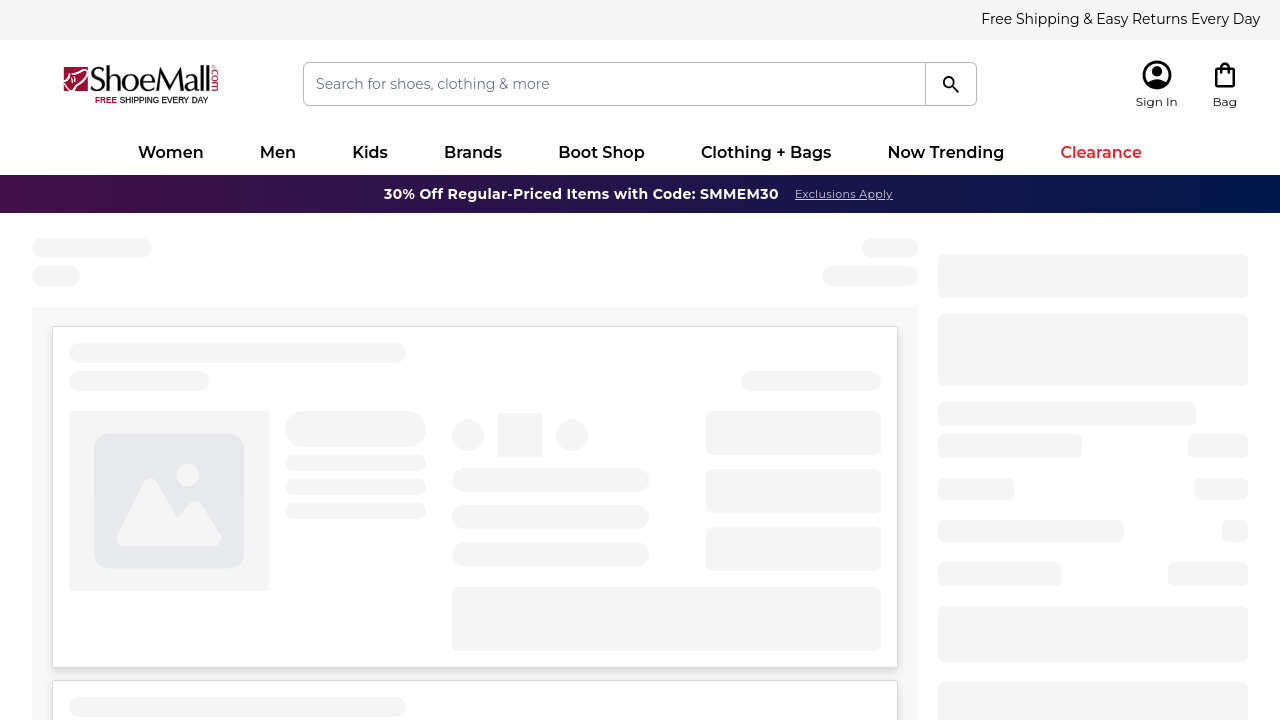 Free Shipping & Easy Returns Every Day
ShoeMall.com
FREE SHIPPING EVERY DAY
Search for shoes, clothing & more
Sign In
Bag
Women
Men
Kids
Brands
Boot Shop
Clothing + Bags
Now Trending
Clearance
30% Off Regular-Priced Items with Code: SMMEM30 Exclusions Apply